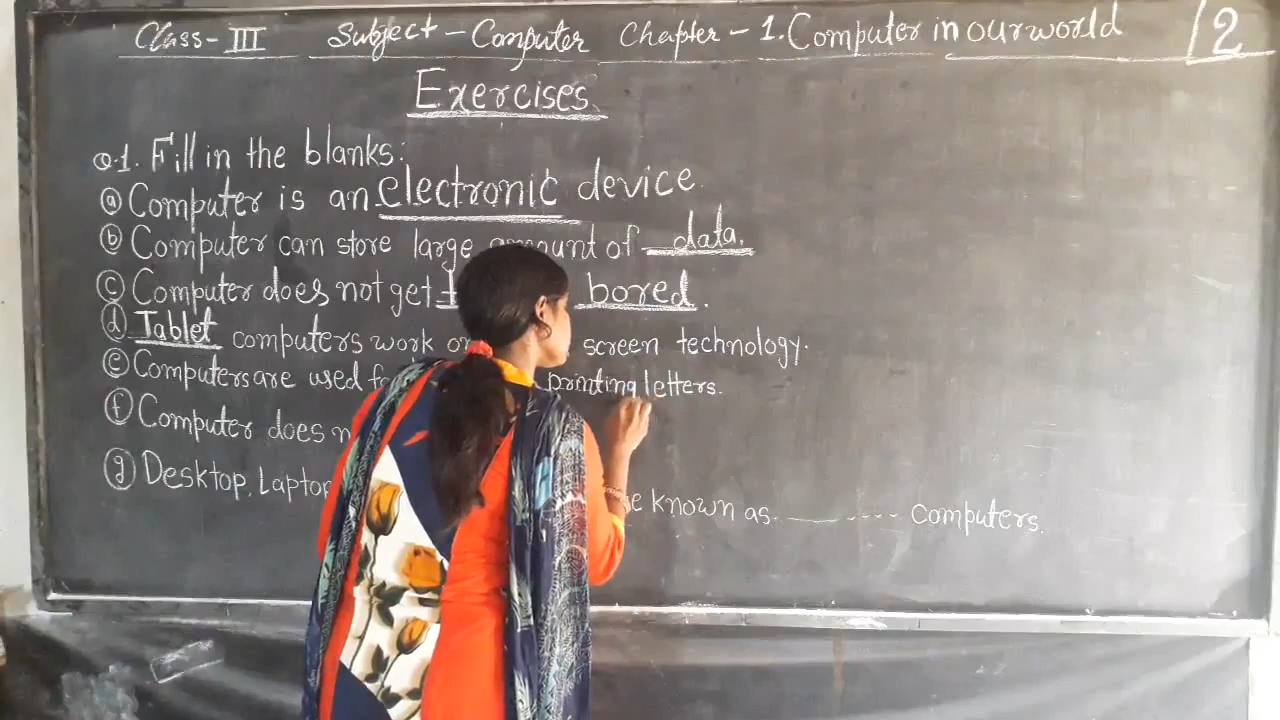 Class-III Subject-Computer Chapter-1. Computer in our world 2
Exercises
Q.1. Fill in the blanks:
(a) Computer is an electronic device.
(b) Computer can store large amount of data.
(c) Computer does not get bored.
(d) Tablet computers work screen technology.
(e) Computers are used printing letters.
(f) Computer does
(g) Desktop, Laptop known as ------- computers.